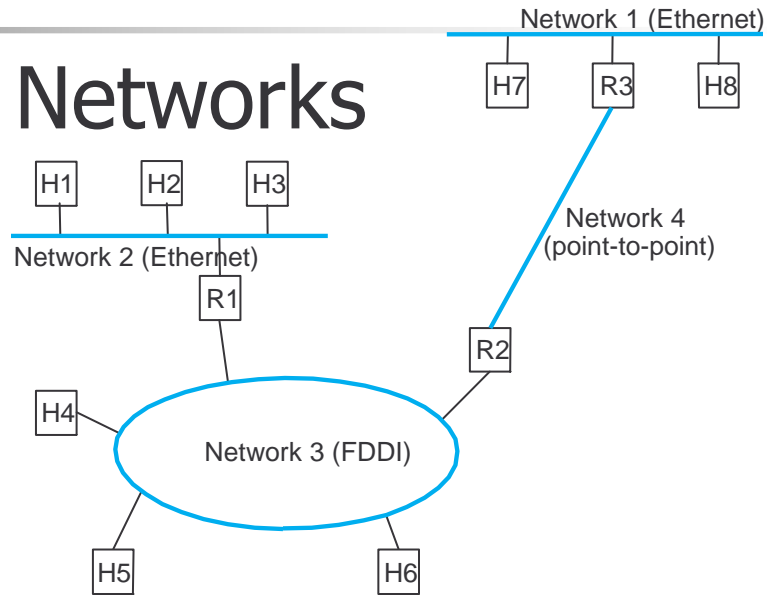 Network 1 (Ethernet)
Networks
H7 R3 H8
H1 H2 H3
Network 4
(point-to-point)
Network 2 (Ethernet)
R1
R2
H4
Network 3 (FDDI)
H5 H6